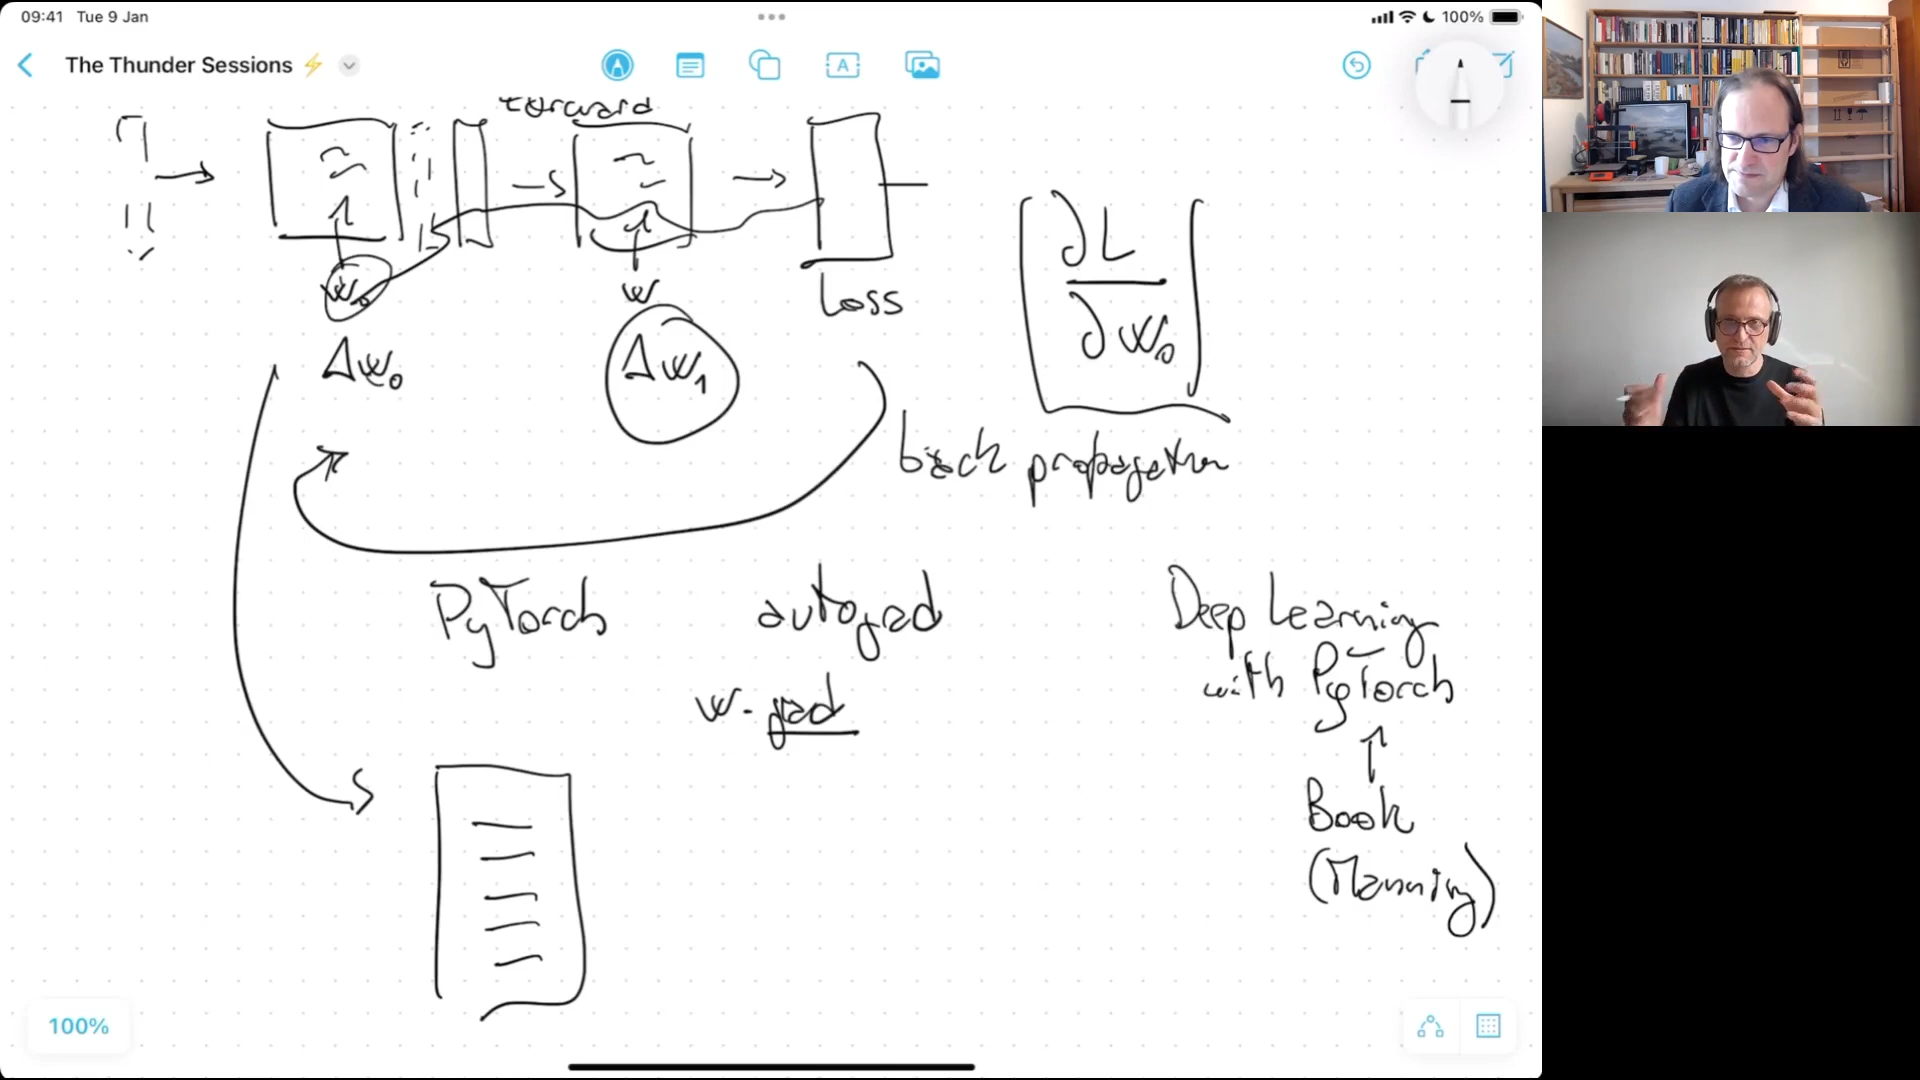 09:41 Tue 9 Jan
100%
The Thunder Sessions ⚡
A
forward
w₀
w
Loss
Δw₀
Δw₁
∂L
∂w₀
back propagation
PyTorch
autograd
w.grad
Deep Learning
with PyTorch
Book
(Manning)
100%